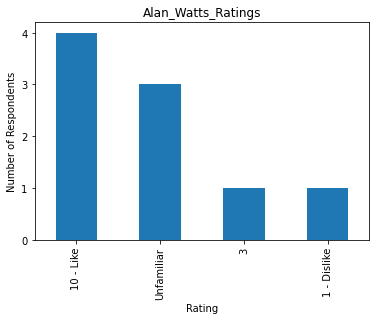 Alan_Watts_Ratings
Number of Respondents
4
3
2
1
0
10 - Like
Unfamiliar
3
1 - Dislike
Rating